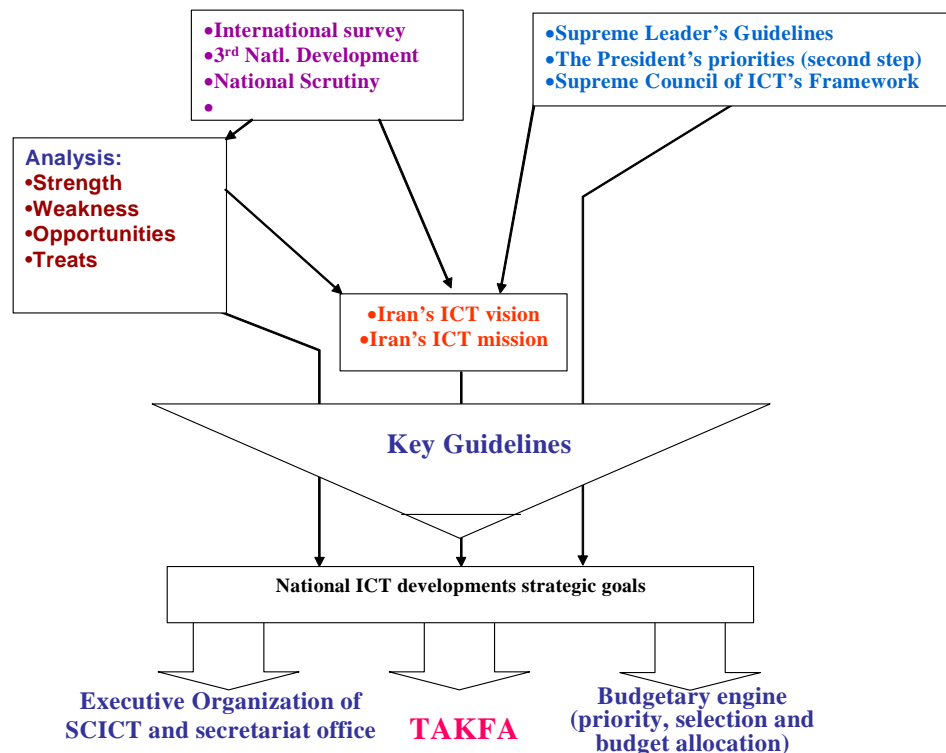 •International survey
•3rd Natl. Development
•National Scrutiny
•
•Supreme Leader's Guidelines
•The President's priorities (second step)
•Supreme Council of ICT's Framework
Analysis:
•Strength
•Weakness
•Opportunities
•Treats
•Iran's ICT vision
•Iran's ICT mission
Key Guidelines
National ICT developments strategic goals
Executive Organization of
SCICT and secretariat office
TAKFA
Budgetary engine
(priority, selection and
budget allocation)